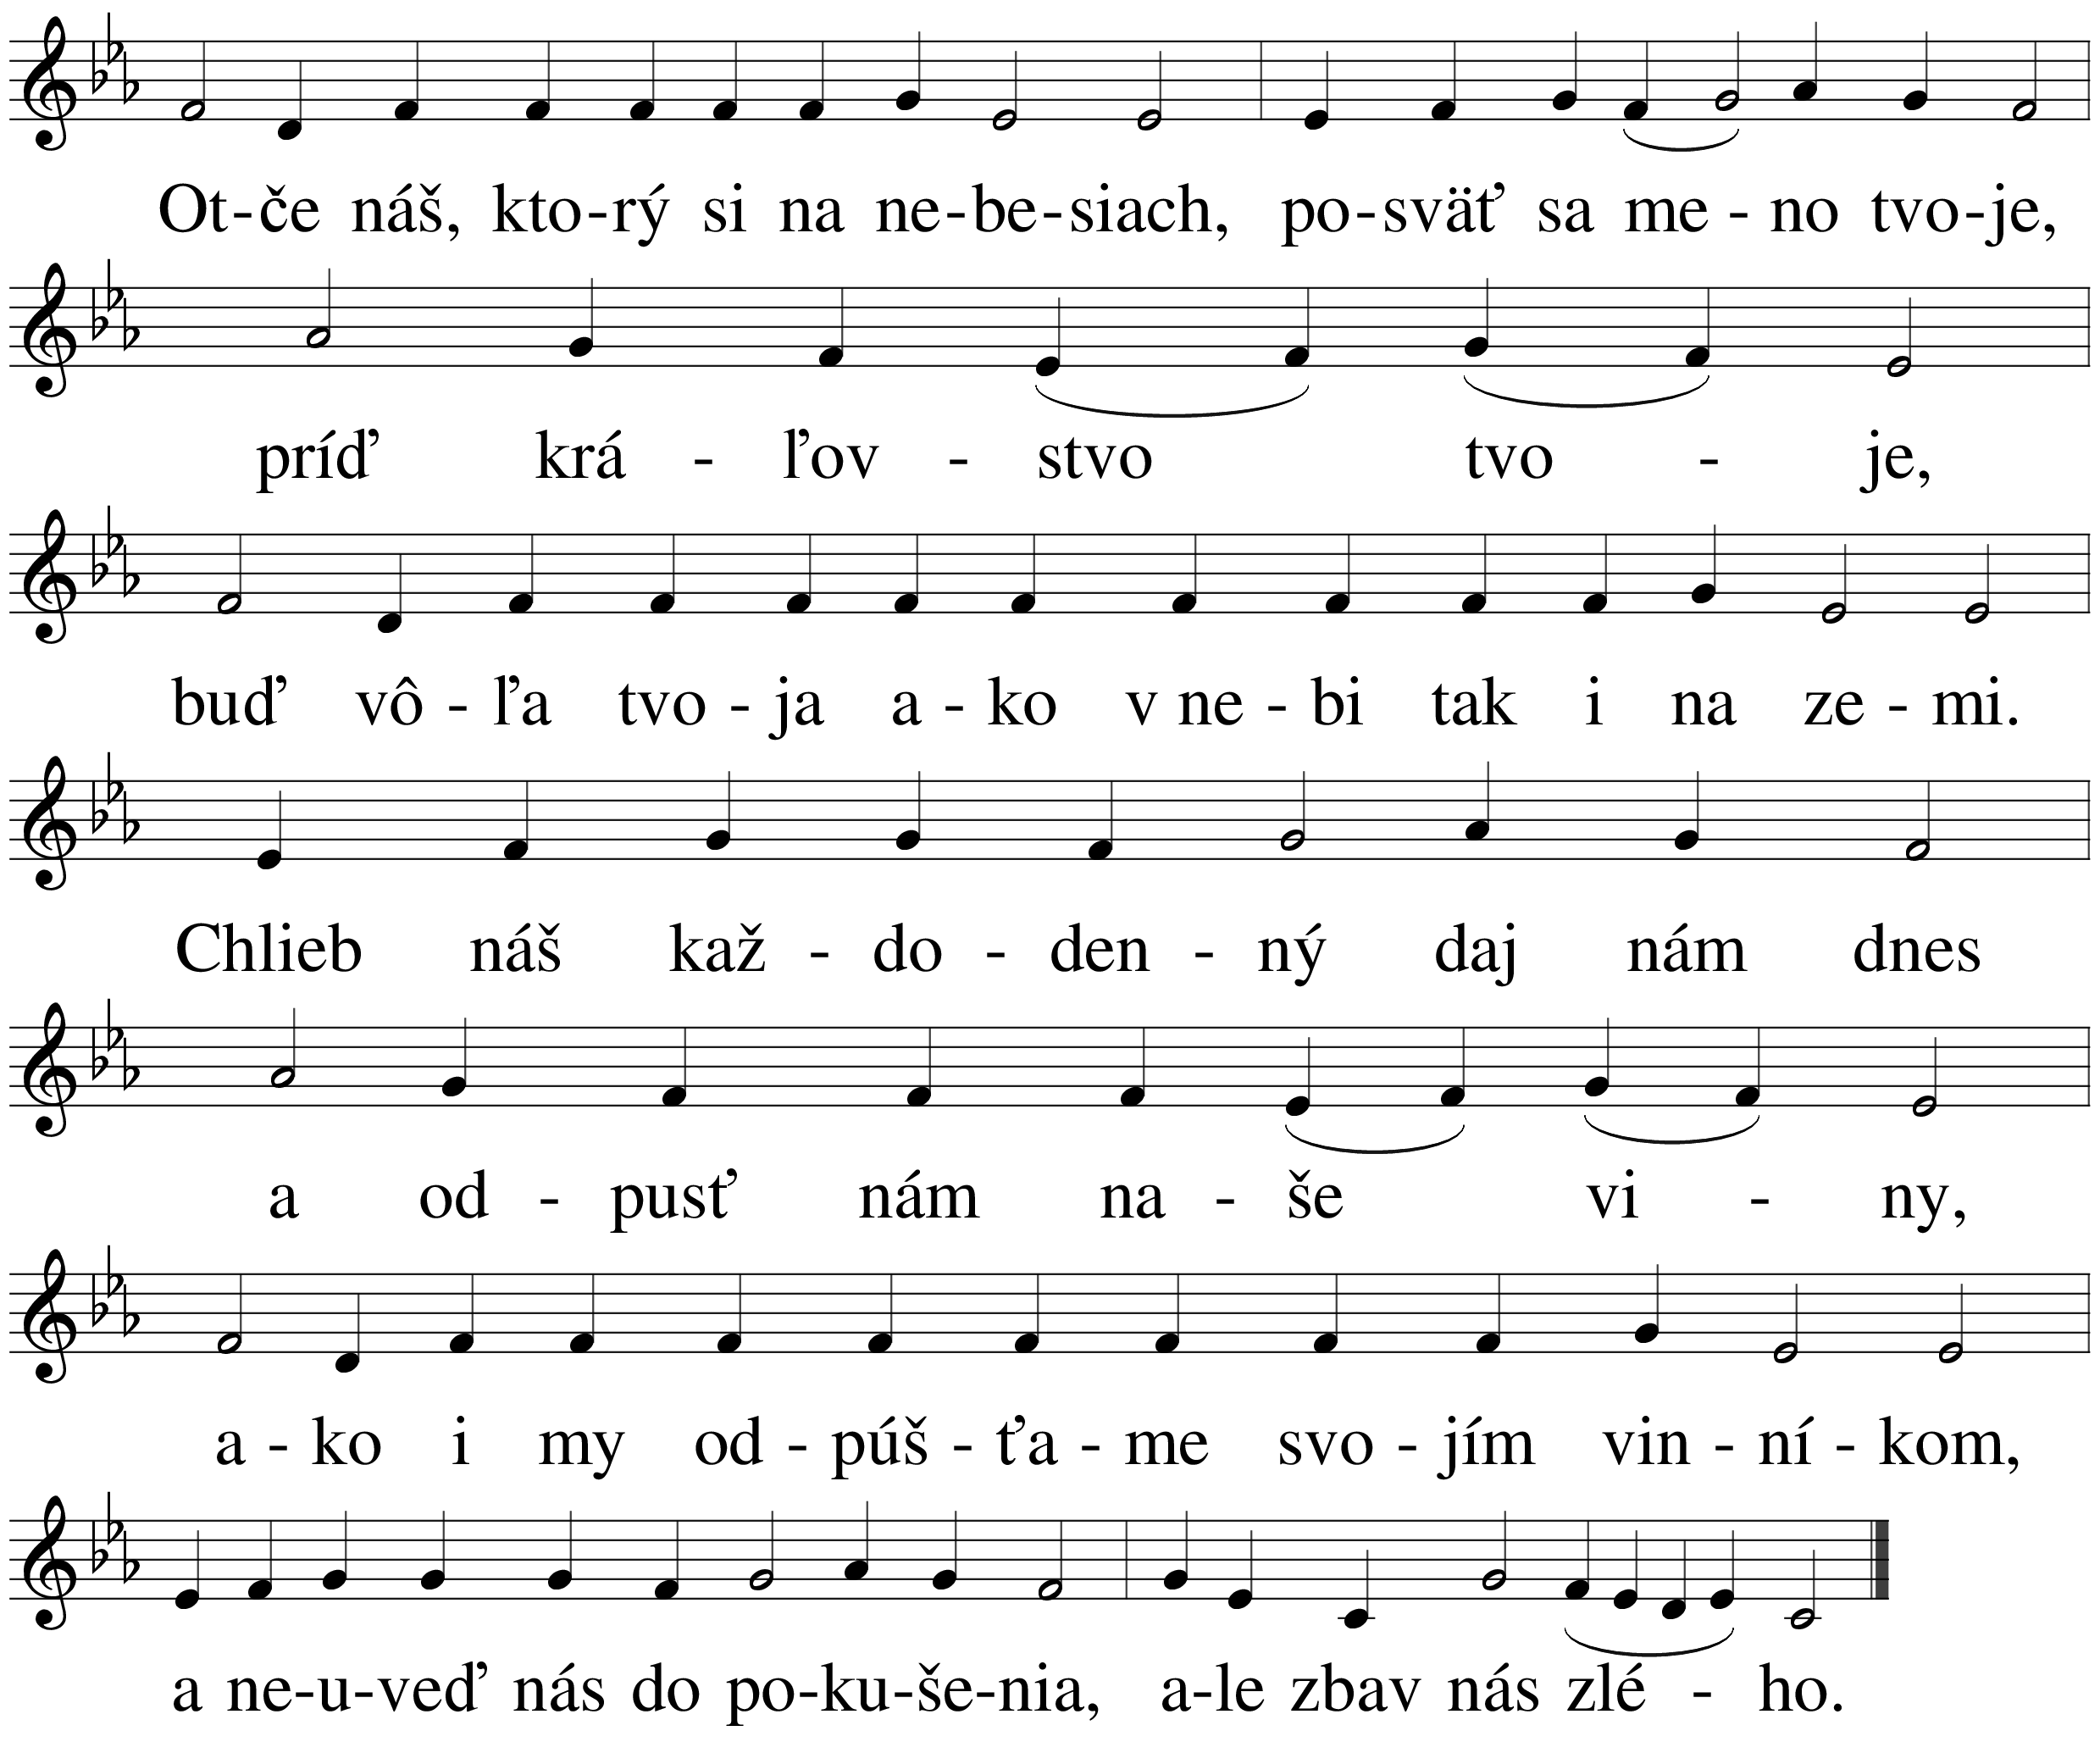 Ot-če náš, kto-rý si na ne-be-siach, po-sväť sa me - no tvo-je,
príď krá - ľov - stvo tvo - je,
buď vô - ľa tvo - ja a - ko v ne - bi tak i na ze - mi.
Chlieb náš kaž - do - den - ný daj nám dnes
a od - pusť nám na - še vi - ny,
a - ko i my od - púš - ťa - me svo - jím vin - ní - kom,
a ne-u-veď nás do po-ku-še-nia, a-le zbav nás zlé - ho.